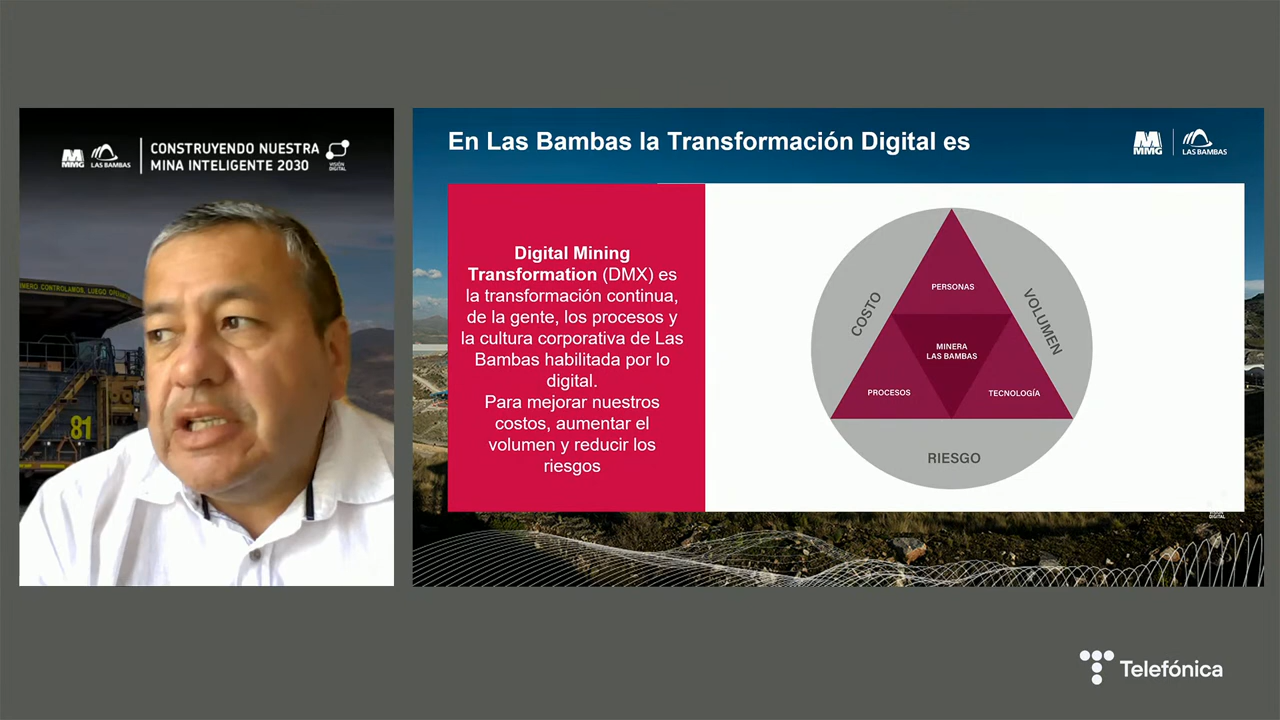 MMG
LAS BAMBAS
CONSTRUYENDO NUESTRA
MINA INTELIGENTE 2030
VISIÓN
DIGITAL
81
En Las Bambas la Transformación Digital es
MMG
LAS BAMBAS
Digital Mining
Transformation (DMX) es
la transformación continua,
de la gente, los procesos y
la cultura corporativa de Las
Bambas habilitada por lo
digital.
Para mejorar nuestros
costos, aumentar el
volumen y reducir los
riesgos
COSTO
VOLUMEN
PERSONAS
MINERA
LAS BAMBAS
PROCESOS
TECNOLOGÍA
RIESGO
DIGITAL
Telefónica